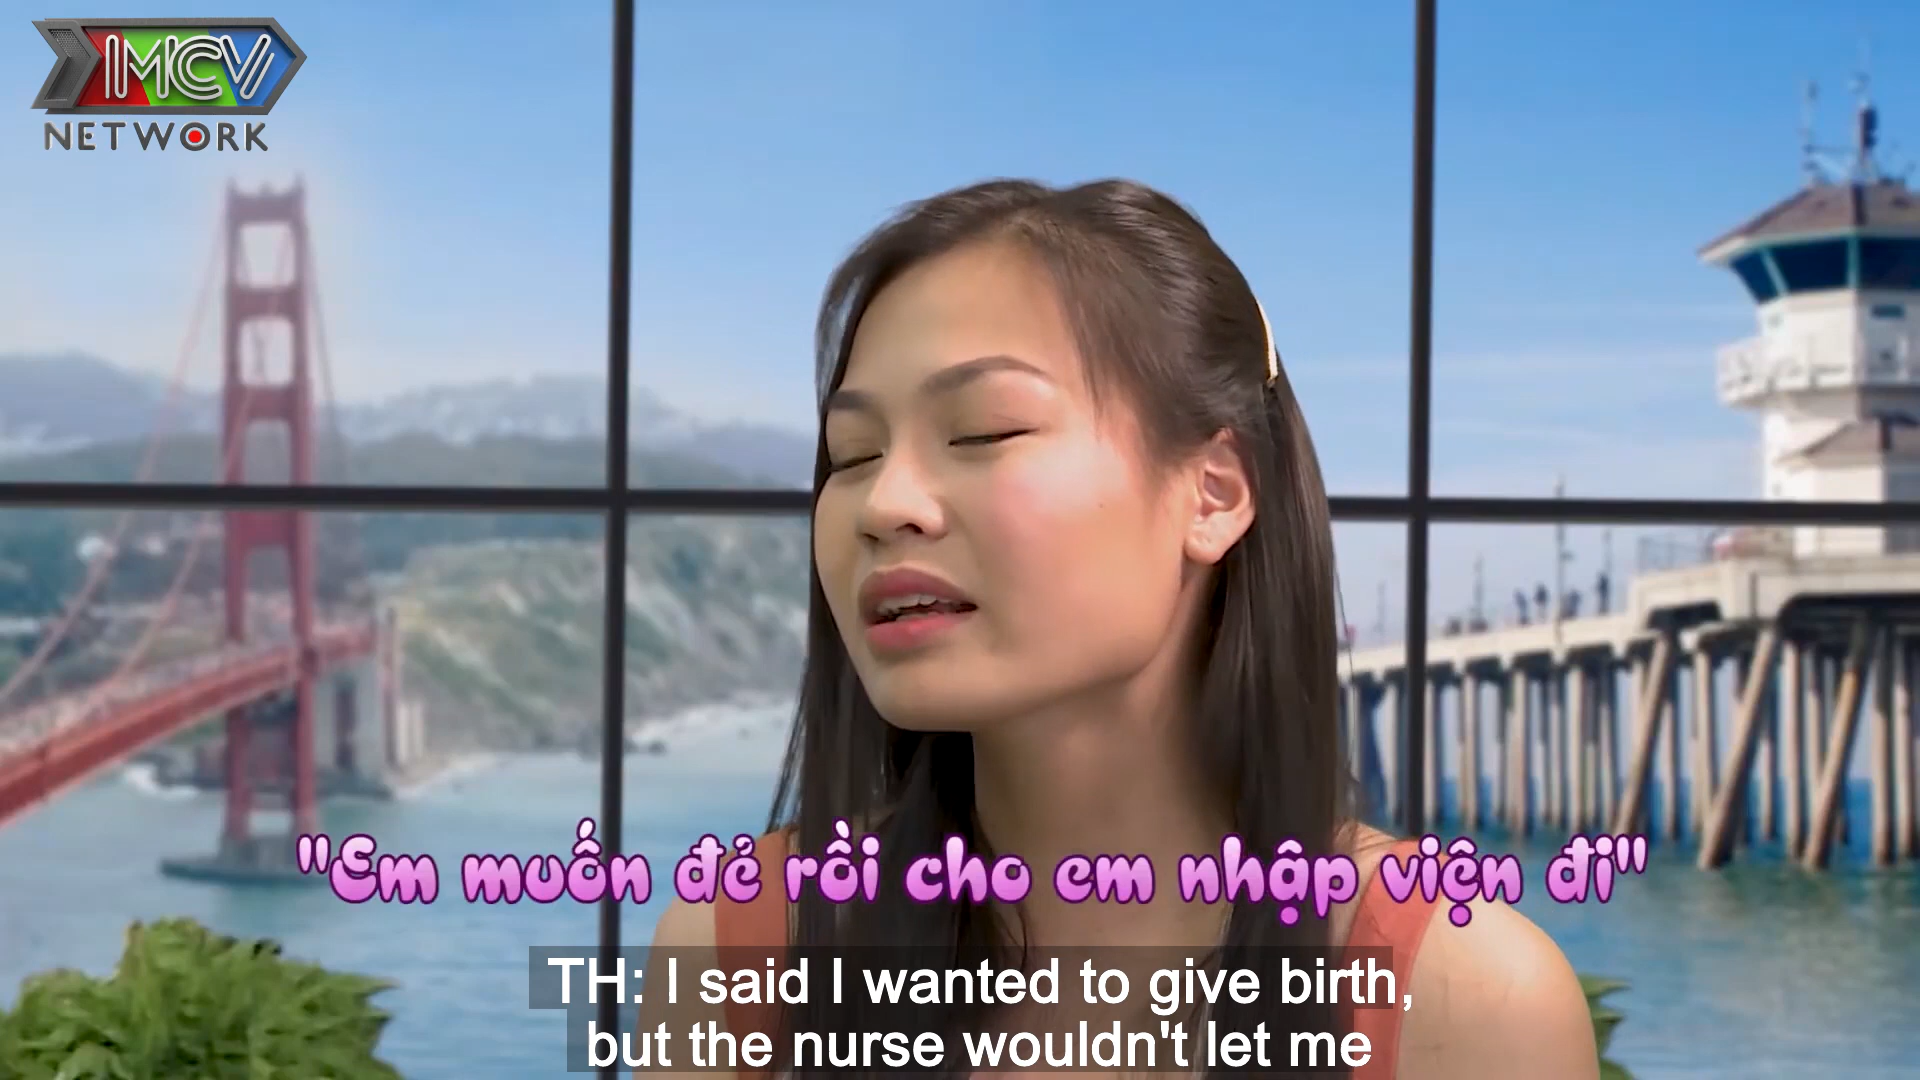 MCV
NETWORK
"Em muốn đẻ rồi cho em nhập viện đi"
TH: I said I wanted to give birth,
but the nurse wouldn't let me